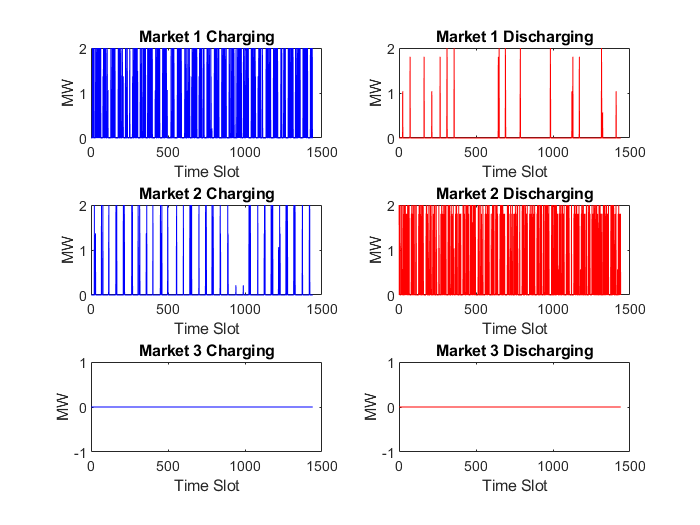 Market 1 Charging
2
1
0
MW
0
500
1000
1500
Time Slot
Market 1 Discharging
2
1
0
MW
0
500
1000
1500
Time Slot
Market 2 Charging
2
1
0
MW
0
500
1000
1500
Time Slot
Market 2 Discharging
2
1
0
MW
0
500
1000
1500
Time Slot
Market 3 Charging
1
0
-1
MW
0
500
1000
1500
Time Slot
Market 3 Discharging
1
0
-1
MW
0
500
1000
1500
Time Slot